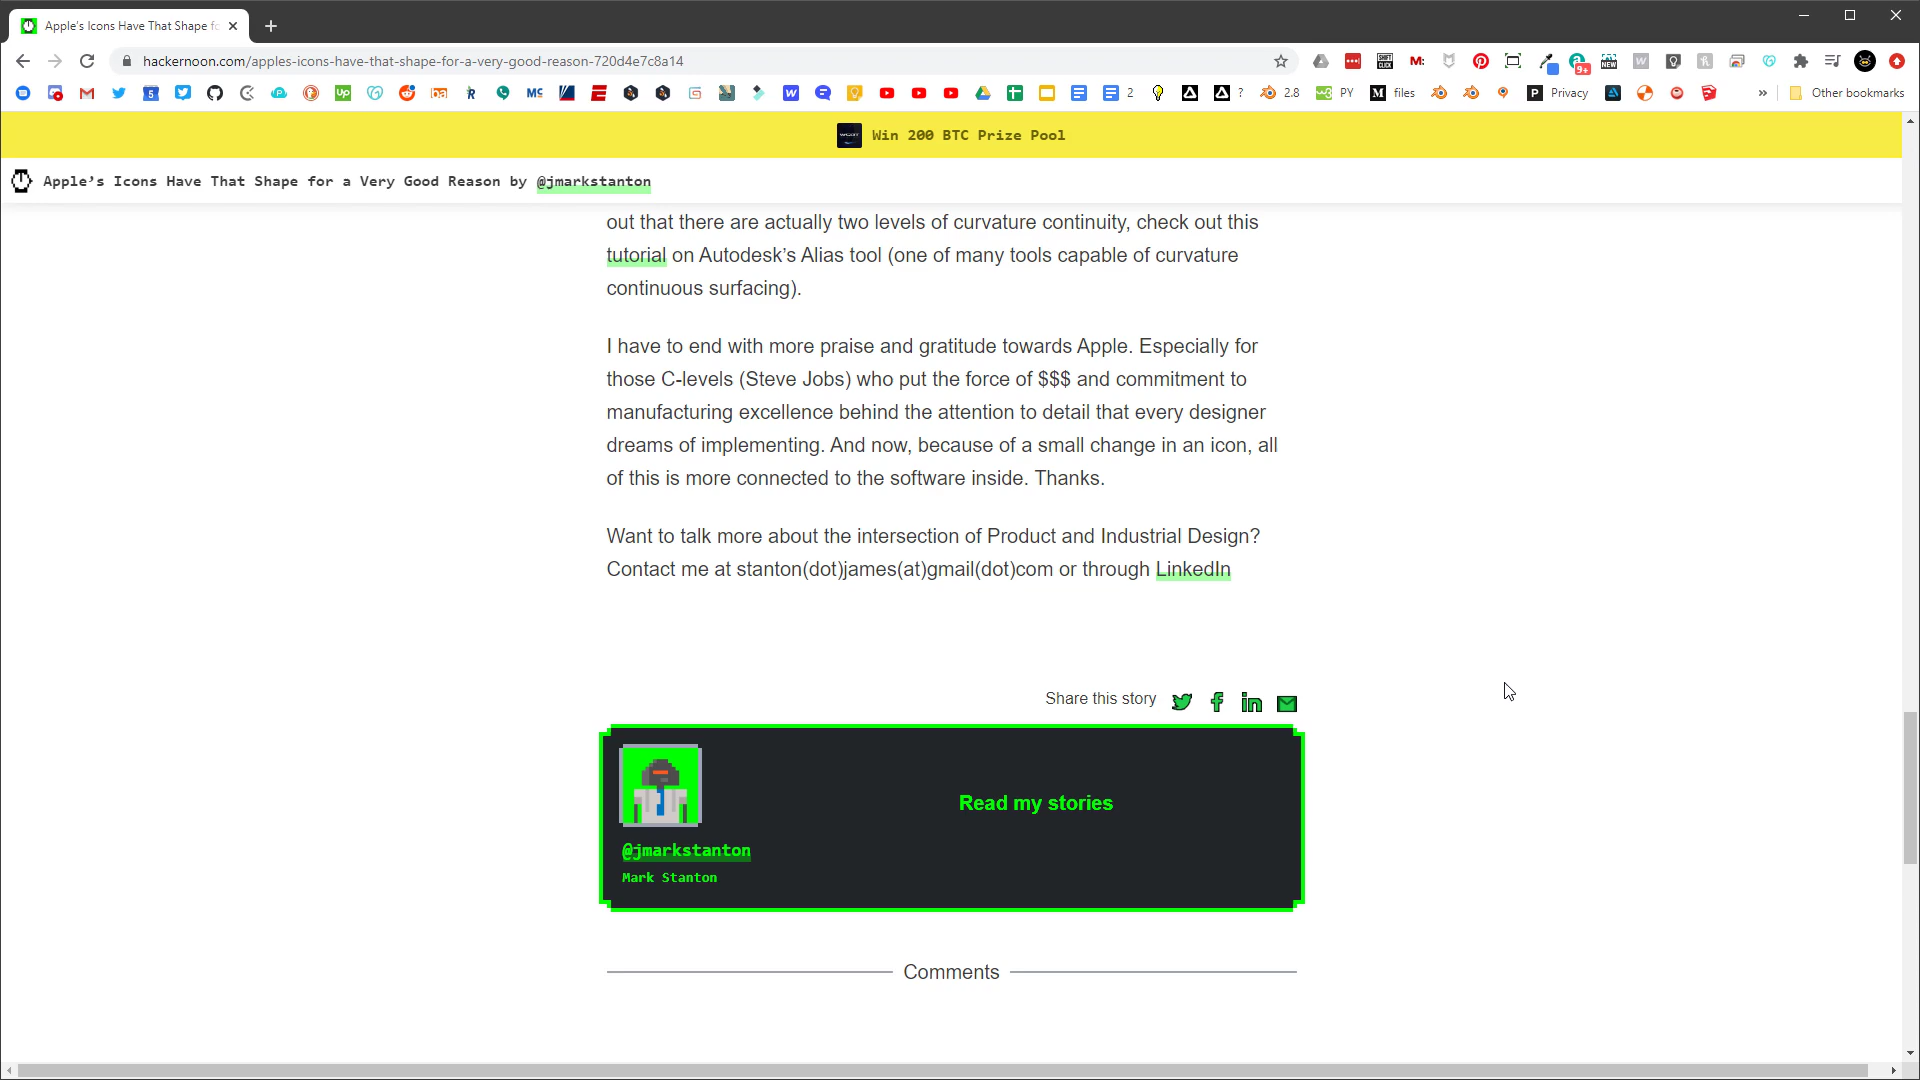 Apple's Icons Have That Shape fo
hackernoon.com/apples-icons-have-that-shape-for-a-very-good-reason-720d4e7c8a14
2
?
2.8
PY
files
Privacy
»
Other bookmarks
Win 200 BTC Prize Pool
Apple’s Icons Have That Shape for a Very Good Reason by @jmarkstanton
out that there are actually two levels of curvature continuity, check out this
tutorial on Autodesk’s Alias tool (one of many tools capable of curvature
continuous surfacing).
I have to end with more praise and gratitude towards Apple. Especially for
those C-levels (Steve Jobs) who put the force of $$$ and commitment to
manufacturing excellence behind the attention to detail that every designer
dreams of implementing. And now, because of a small change in an icon, all
of this is more connected to the software inside. Thanks.
Want to talk more about the intersection of Product and Industrial Design?
Contact me at stanton(dot)james(at)gmail(dot)com or through LinkedIn
Share this story
Read my stories
@jmarkstanton
Mark Stanton
Comments